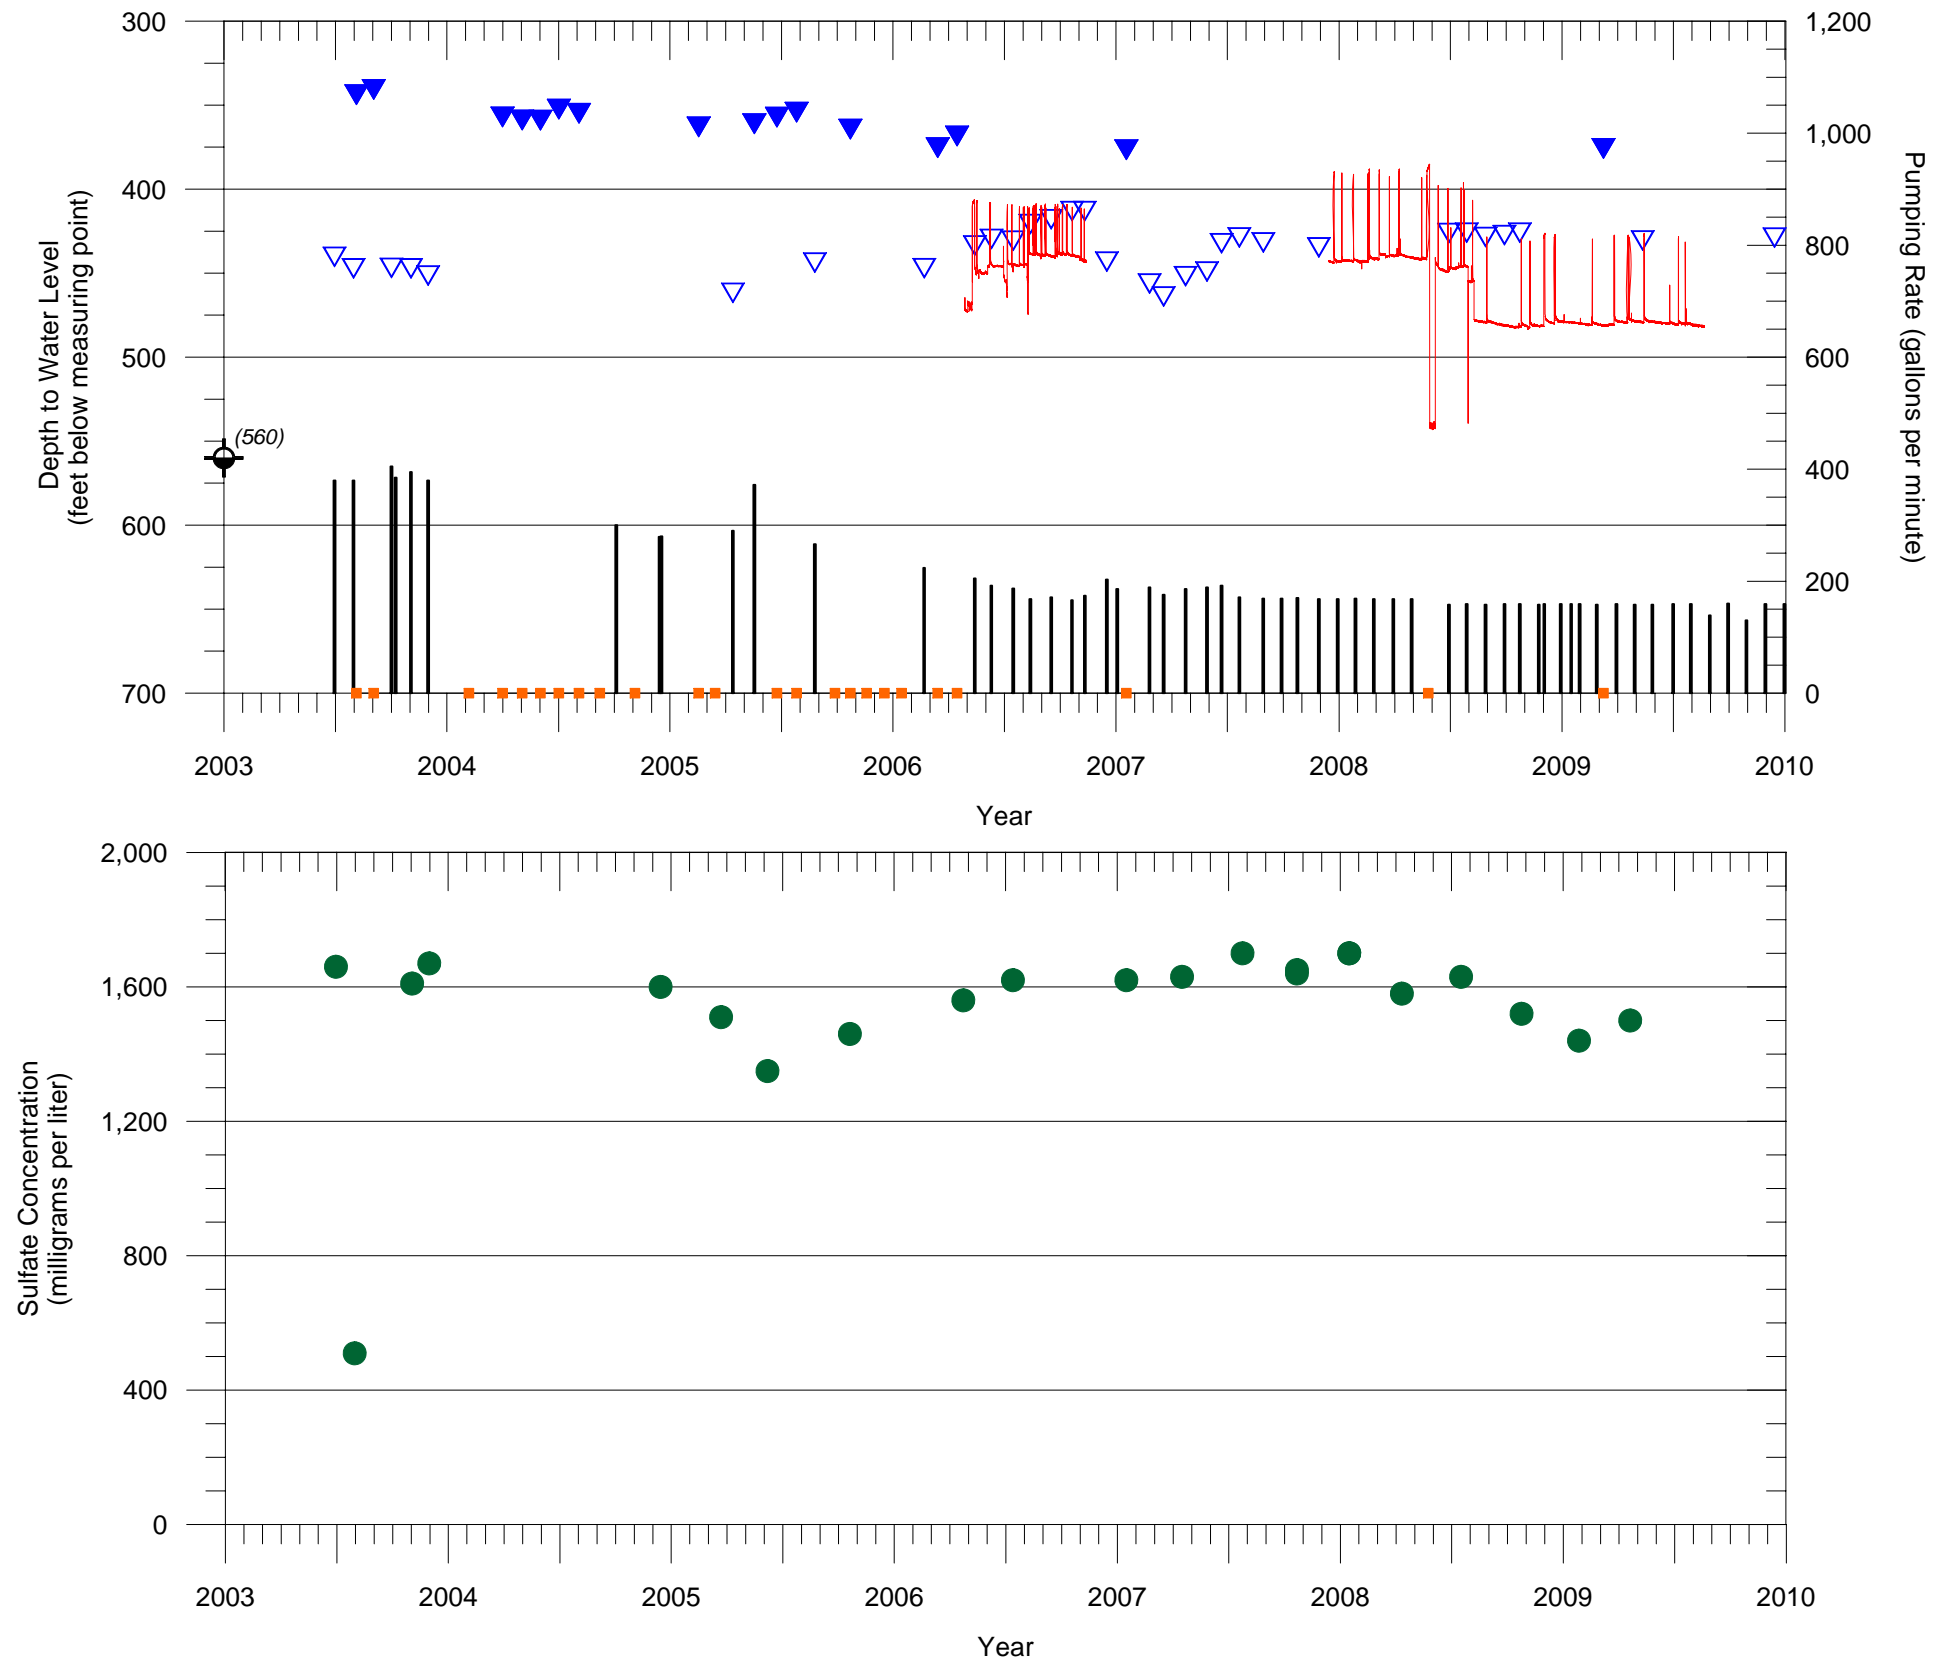 300
400
500
600
700
Depth to Water Level
(feet below measuring point)
(560)
1,200
1,000
800
600
400
200
0
Pumping Rate (gallons per minute)
2003 2004 2005 2006 2007 2008 2009 2010
Year
2,000
1,600
1,200
800
400
0
Sulfate Concentration
(milligrams per liter)
2003 2004 2005 2006 2007 2008 2009 2010
Year